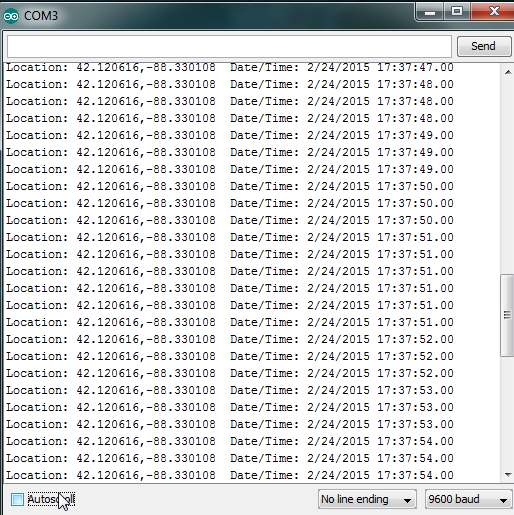 COM3
Send
Location: 42.120616,-88.330108 Date/Time: 2/24/2015 17:37:47.00
Location: 42.120616,-88.330108 Date/Time: 2/24/2015 17:37:48.00
Location: 42.120616,-88.330108 Date/Time: 2/24/2015 17:37:48.00
Location: 42.120616,-88.330108 Date/Time: 2/24/2015 17:37:48.00
Location: 42.120616,-88.330108 Date/Time: 2/24/2015 17:37:49.00
Location: 42.120616,-88.330108 Date/Time: 2/24/2015 17:37:49.00
Location: 42.120616,-88.330108 Date/Time: 2/24/2015 17:37:49.00
Location: 42.120616,-88.330108 Date/Time: 2/24/2015 17:37:50.00
Location: 42.120616,-88.330108 Date/Time: 2/24/2015 17:37:50.00
Location: 42.120616,-88.330108 Date/Time: 2/24/2015 17:37:50.00
Location: 42.120616,-88.330108 Date/Time: 2/24/2015 17:37:51.00
Location: 42.120616,-88.330108 Date/Time: 2/24/2015 17:37:51.00
Location: 42.120616,-88.330108 Date/Time: 2/24/2015 17:37:51.00
Location: 42.120616,-88.330108 Date/Time: 2/24/2015 17:37:51.00
Location: 42.120616,-88.330108 Date/Time: 2/24/2015 17:37:51.00
Location: 42.120616,-88.330108 Date/Time: 2/24/2015 17:37:51.00
Location: 42.120616,-88.330108 Date/Time: 2/24/2015 17:37:52.00
Location: 42.120616,-88.330108 Date/Time: 2/24/2015 17:37:52.00
Location: 42.120616,-88.330108 Date/Time: 2/24/2015 17:37:52.00
Location: 42.120616,-88.330108 Date/Time: 2/24/2015 17:37:53.00
Location: 42.120616,-88.330108 Date/Time: 2/24/2015 17:37:53.00
Location: 42.120616,-88.330108 Date/Time: 2/24/2015 17:37:53.00
Location: 42.120616,-88.330108 Date/Time: 2/24/2015 17:37:54.00
Location: 42.120616,-88.330108 Date/Time: 2/24/2015 17:37:54.00
Location: 42.120616,-88.330108 Date/Time: 2/24/2015 17:37:54.00
Autoscroll No line ending 9600 baud